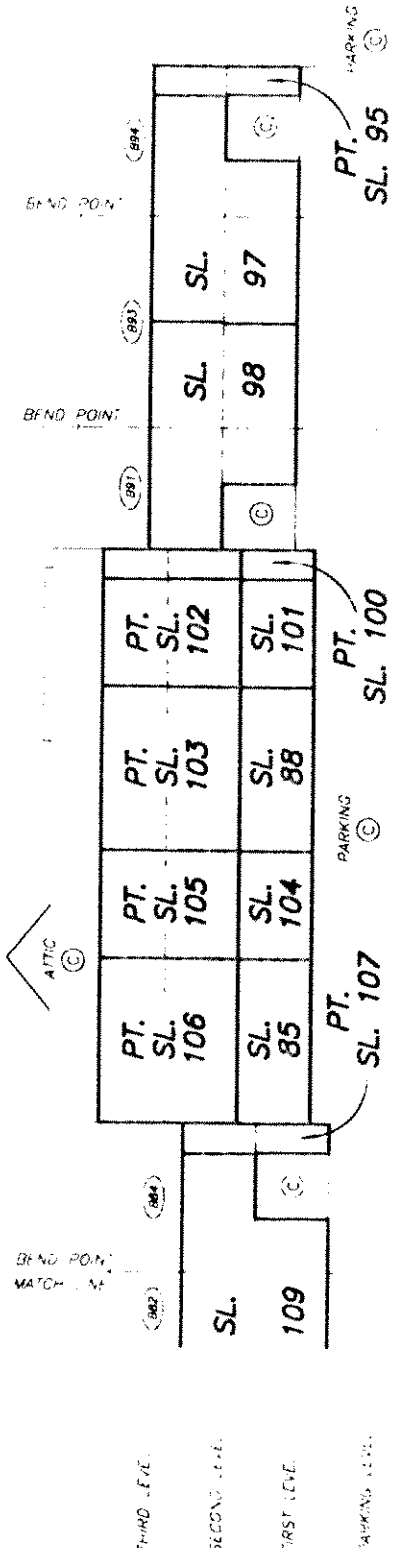 BEND POINT
MATCH LINE
882
884
ATTIC
C
891
BEND POINT
893
BEND POINT
894
THIRD LEVEL
SECOND LEVEL
FIRST LEVEL
PARKING LEVEL
SL.
109
C
PT.
SL.
106
PT.
SL.
105
PT.
SL.
103
PT.
SL.
102
SL.
85
SL.
104
SL.
88
SL.
101
C
SL.
98
SL.
97
C
PT.
SL. 107
PARKING
C
PT.
SL. 100
PT.
SL. 95
PARKING
C